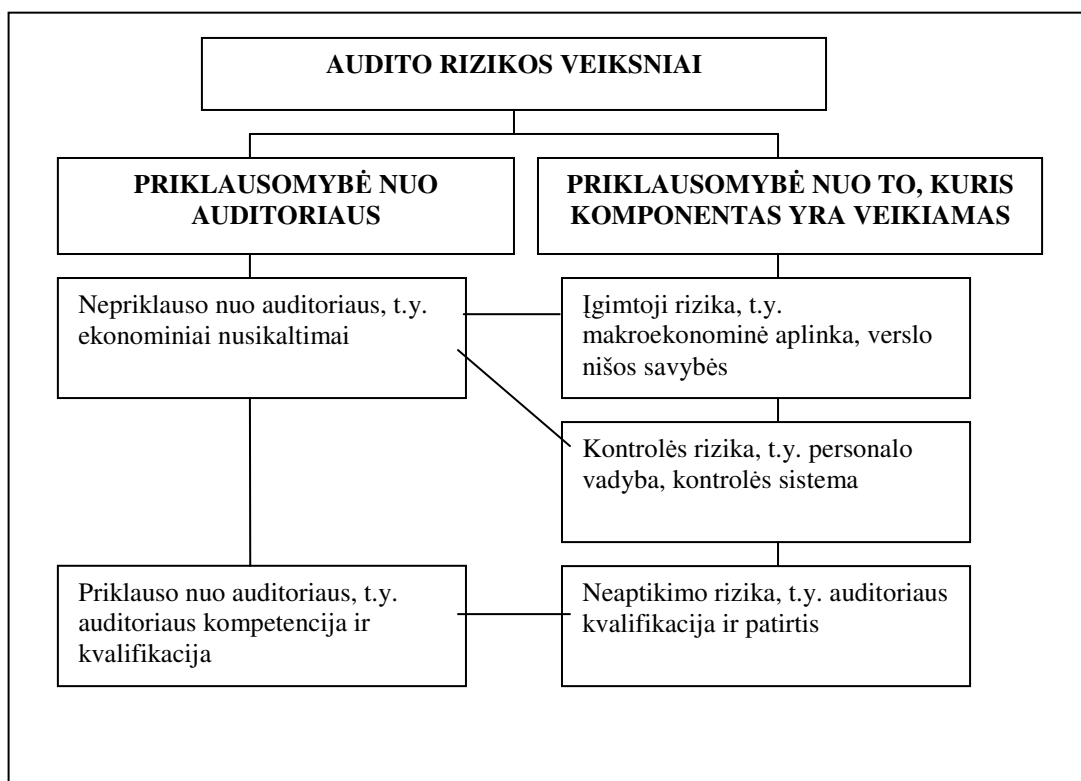 AUDITO RIZIKOS VEIKSNIAI
PRIKLAUSOMYBĖ NUO
AUDITORIAUS
PRIKLAUSOMYBĖ NUO TO, KURIS
KOMPONENTAS YRA VEIKIAMAS
Nepriklauso nuo auditoriaus, t.y.
ekonominiai nusikaltimai
Įgimtoji rizika, t.y.
makroekonominė aplinka, verslo
nišos savybės
Kontrolės rizika, t.y. personalo
vadyba, kontrolės sistema
Priklauso nuo auditoriaus, t.y.
auditoriaus kompetencija ir
kvalifikacija
Neaptikimo rizika, t.y. auditoriaus
kvalifikacija ir patirtis